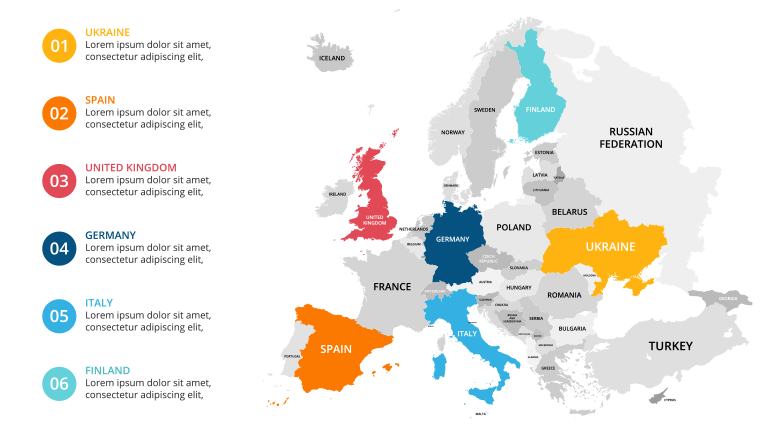 01
UKRAINE
Lorem ipsum dolor sit amet,
consectetur adipiscing elit,
02
SPAIN
Lorem ipsum dolor sit amet,
consectetur adipiscing elit,
03
UNITED KINGDOM
Lorem ipsum dolor sit amet,
consectetur adipiscing elit,
04
GERMANY
Lorem ipsum dolor sit amet,
consectetur adipiscing elit,
05
ITALY
Lorem ipsum dolor sit amet,
consectetur adipiscing elit,
06
FINLAND
Lorem ipsum dolor sit amet,
consectetur adipiscing elit,
ICELAND
SWEDEN
FINLAND
NORWAY
RUSSIAN
FEDERATION
ESTONIA
LATVIA
LITHUANIA
DENMARK
IRELAND
UNITED
KINGDOM
NETHERLANDS
BELGIUM
GERMANY
POLAND
BELARUS
UKRAINE
CZECH
REPUBLIC
SLOVAKIA
AUSTRIA
HUNGARY
MOLDOVA
FRANCE
SWITZERLAND
SLOVENIA
CROATIA
ROMANIA
GEORGIA
BOSNIA
AND
HERZEGOVINA
SERBIA
BULGARIA
ITALY
SPAIN
PORTUGAL
ALBANIA
GREECE
TURKEY
CYPRUS
MALTA